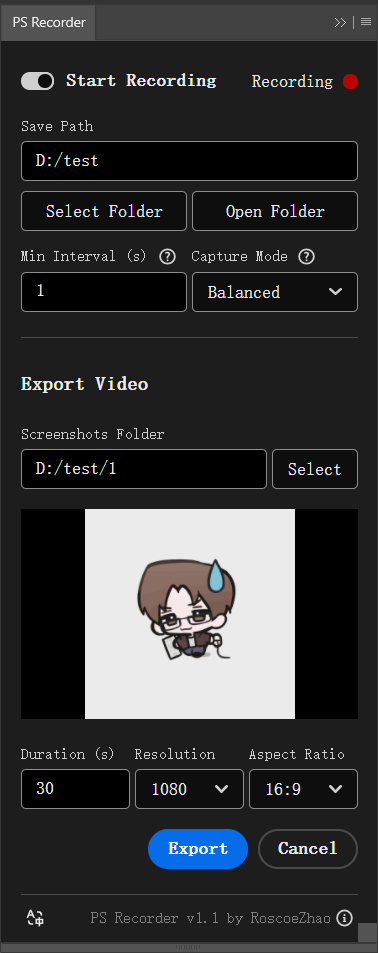 PS Recorder
Start Recording
Recording
Save Path
D:/test
Select Folder
Open Folder
Min Interval (s) ?
Capture Mode ?
1
Balanced
Export Video
Screenshots Folder
D:/test/1
Select
Duration (s)
Resolution
Aspect Ratio
30
1080
16:9
Export
Cancel
PS Recorder v1.1 by RoscoeZhao